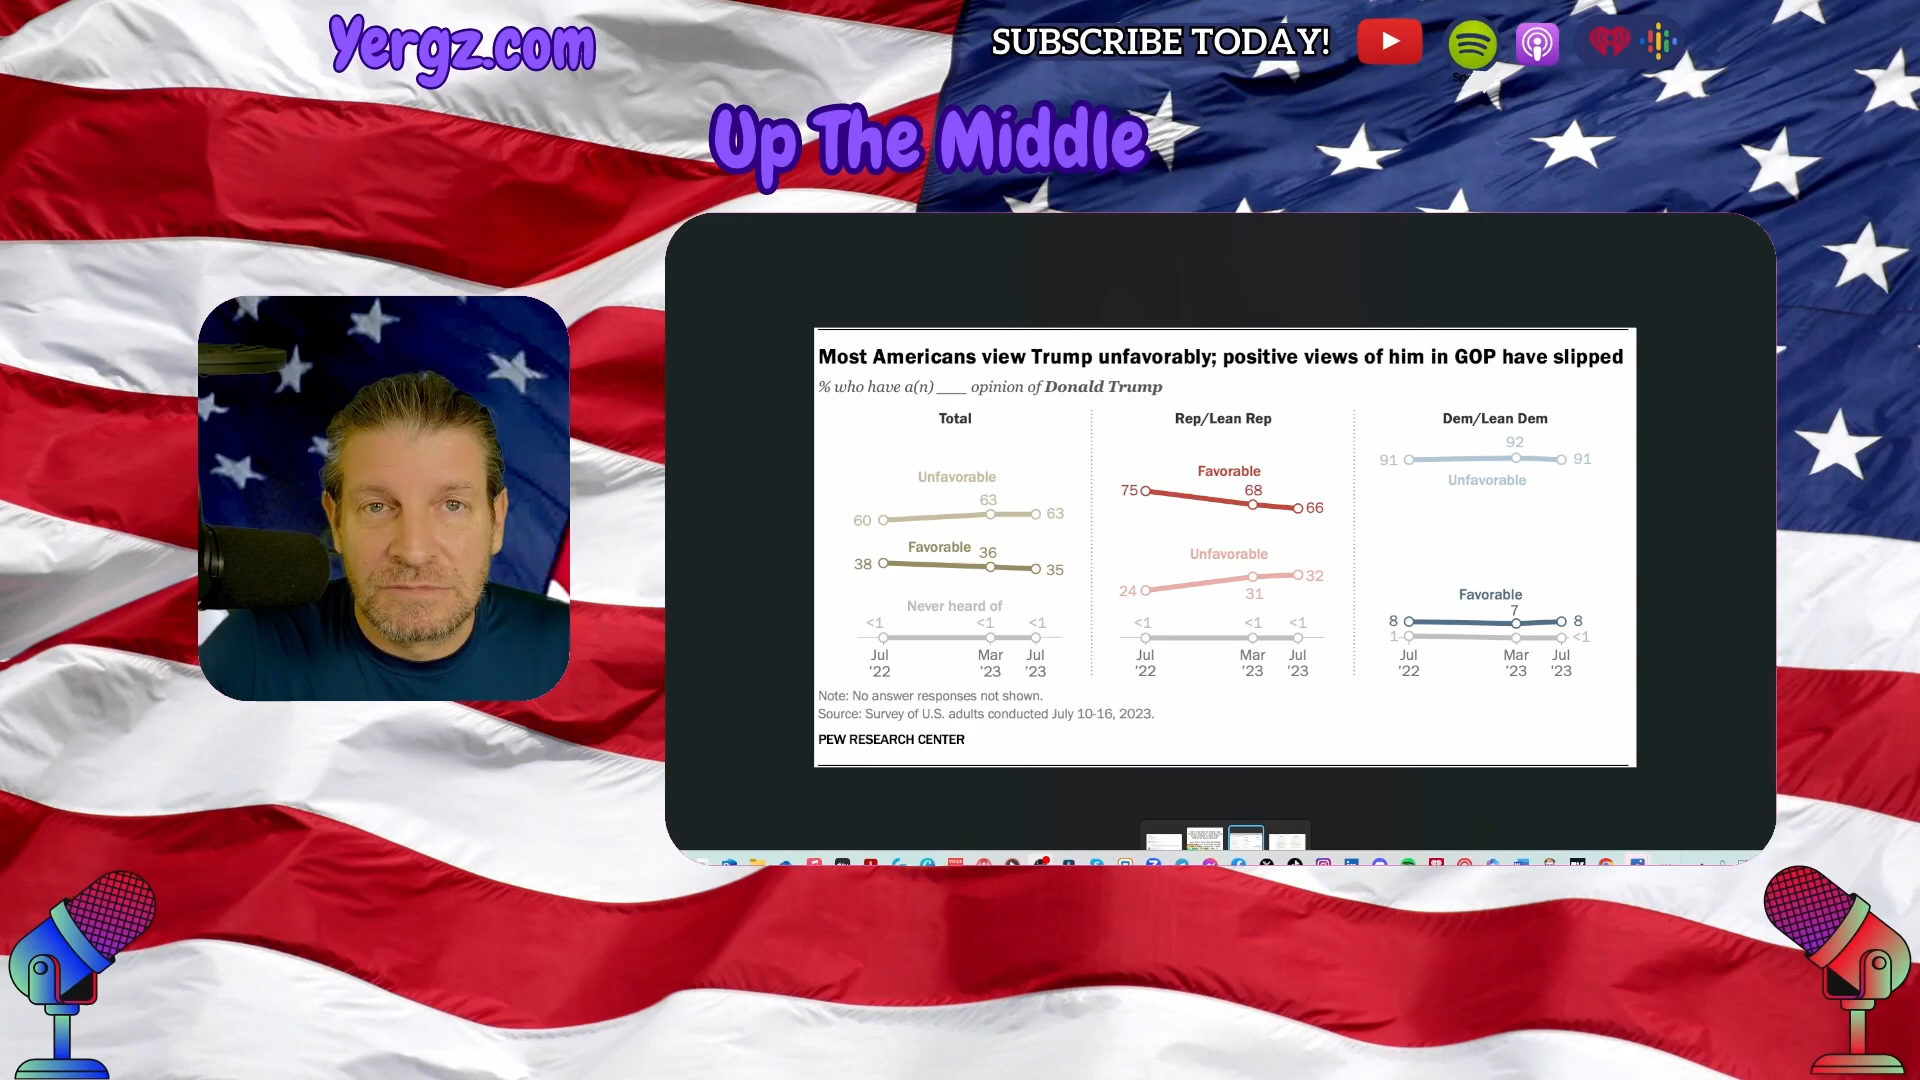 Yergz.com
SUBSCRIBE TODAY!
Up The Middle
Most Americans view Trump unfavorably; positive views of him in GOP have slipped
% who have a(n) ___ opinion of Donald Trump
Total
Rep/Lean Rep
Dem/Lean Dem
Unfavorable
60
63
63
Favorable
38
36
35
Never heard of
<1
<1
<1
Jul '22
Mar '23
Jul '23
Favorable
75
68
66
Unfavorable
24
31
32
<1
<1
<1
Jul '22
Mar '23
Jul '23
91
92
91
Unfavorable
Favorable
8
7
8
1
<1
Jul '22
Mar '23
Jul '23
Note: No answer responses not shown.
Source: Survey of U.S. adults conducted July 10-16, 2023.
PEW RESEARCH CENTER